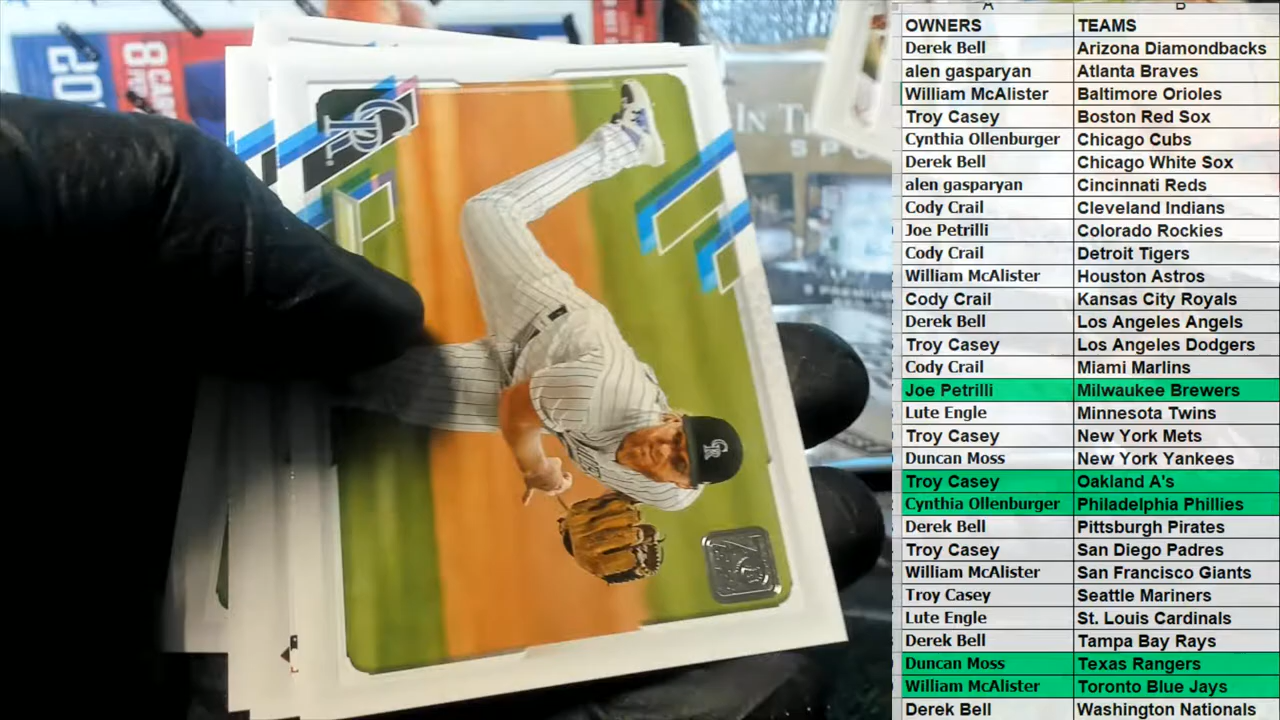 A B
OWNERS TEAMS
Derek Bell Arizona Diamondbacks
alen gasparyan Atlanta Braves
William McAlister Baltimore Orioles
Troy Casey Boston Red Sox
Cynthia Ollenburger Chicago Cubs
Derek Bell Chicago White Sox
alen gasparyan Cincinnati Reds
Cody Crail Cleveland Indians
Joe Petrilli Colorado Rockies
Cody Crail Detroit Tigers
William McAlister Houston Astros
Cody Crail Kansas City Royals
Derek Bell Los Angeles Angels
Troy Casey Los Angeles Dodgers
Cody Crail Miami Marlins
Joe Petrilli Milwaukee Brewers
Lute Engle Minnesota Twins
Troy Casey New York Mets
Duncan Moss New York Yankees
Troy Casey Oakland A's
Cynthia Ollenburger Philadelphia Phillies
Derek Bell Pittsburgh Pirates
Troy Casey San Diego Padres
William McAlister San Francisco Giants
Troy Casey Seattle Mariners
Lute Engle St. Louis Cardinals
Derek Bell Tampa Bay Rays
Duncan Moss Texas Rangers
William McAlister Toronto Blue Jays
Derek Bell Washington Nationals
8
CR
CR
IN